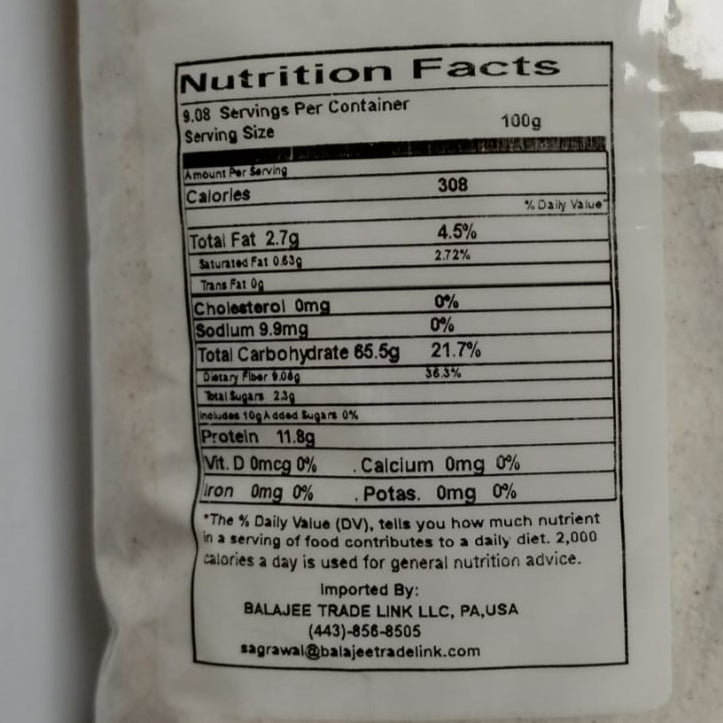 Nutrition Facts
9.08 Servings Per Container
Serving Size 100g
Amount Per Serving
Calories 308
% Daily Value*
Total Fat 2.7g 4.5%
Saturated Fat 0.63g 2.72%
Trans Fat 0g
Cholesterol 0mg 0%
Sodium 9.9mg 0%
Total Carbohydrate 65.5g 21.7%
Dietary Fiber 9.08g 36.3%
Total Sugars 2.3g
Includes 10g Added Sugars 0%
Protein 11.8g
Vit. D 0mcg 0% . Calcium 0mg 0%
Iron 0mg 0% . Potas. 0mg 0%
*The % Daily Value (DV), tells you how much nutrient
in a serving of food contributes to a daily diet. 2,000
calories a day is used for general nutrition advice.
Imported By:
BALAJEE TRADE LINK LLC, PA,USA
(443)-856-8505
sagrawal@balajeetradelink.com